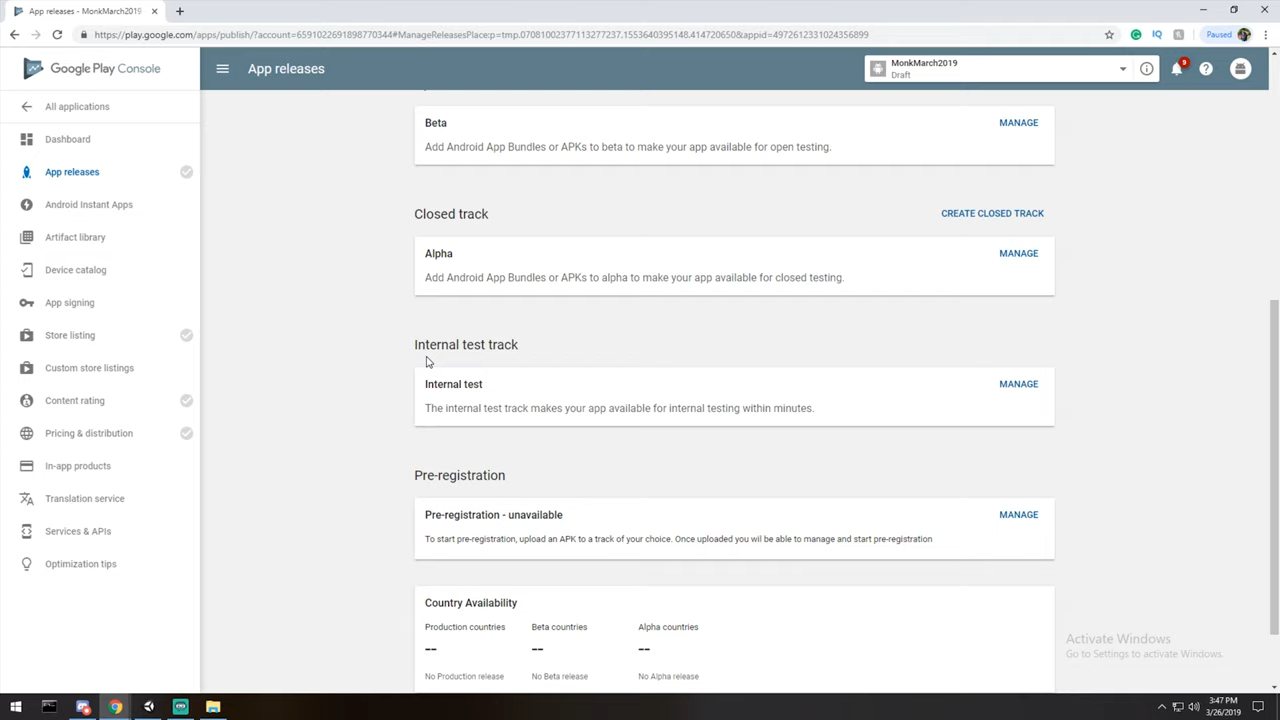 App releases - MonkMarch2019
https://play.google.com/apps/publish/?account=6591022691898770344#ManageReleasesPlace:p=tmp.07081002377113277237.1553640395148.414720650&appid=4972612331024356899
Paused
Google Play Console
App releases
MonkMarch2019
Draft
9
All applications
Dashboard
App releases
Android Instant Apps
Artifact library
Device catalog
App signing
Store listing
Custom store listings
Content rating
Pricing & distribution
In-app products
Translation service
Services & APIs
Optimization tips
Beta
MANAGE
Add Android App Bundles or APKs to beta to make your app available for open testing.
Closed track
CREATE CLOSED TRACK
Alpha
MANAGE
Add Android App Bundles or APKs to alpha to make your app available for closed testing.
Internal test track
Internal test
MANAGE
The internal test track makes your app available for internal testing within minutes.
Pre-registration
Pre-registration - unavailable
MANAGE
To start pre-registration, upload an APK to a track of your choice. Once uploaded you wil be able to manage and start pre-registration
Country Availability
Production countries Beta countries Alpha countries
-- -- --
No Production release No Beta release No Alpha release
Activate Windows
Go to Settings to activate Windows.
3:47 PM
3/26/2019